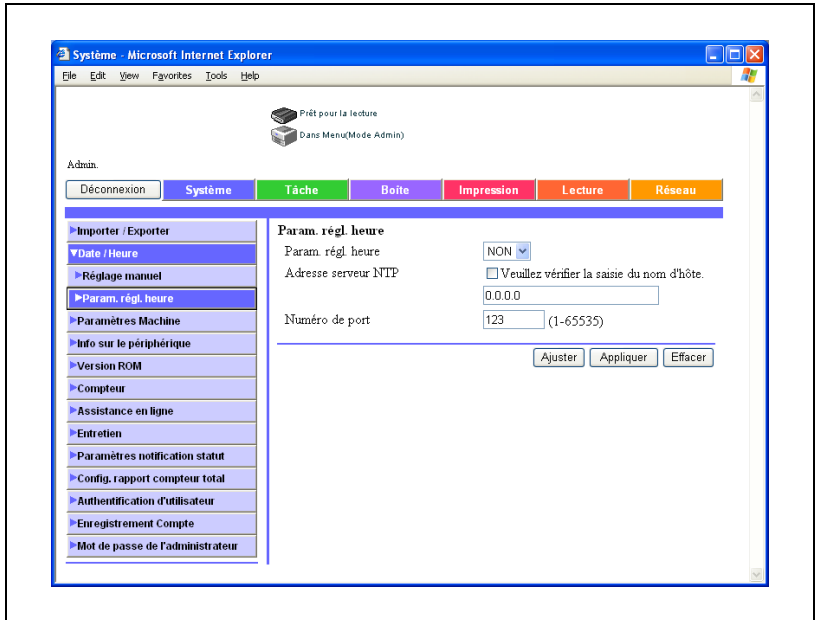 Système - Microsoft Internet Explorer
File Edit View Favorites Tools Help
Prêt pour la lecture
Dans Menu(Mode Admin)
Admin.
Déconnexion Système Tâche Boîte Impression Lecture Réseau
Importer / Exporter
Date / Heure
Réglage manuel
Param. régl. heure
Paramètres Machine
Info sur le périphérique
Version ROM
Compteur
Assistance en ligne
Entretien
Paramètres notification statut
Config. rapport compteur total
Authentification d'utilisateur
Enregistrement Compte
Mot de passe de l'administrateur
Param. régl. heure
Param. régl. heure NON
Adresse serveur NTP Veuillez vérifier la saisie du nom d'hôte.
0.0.0.0
Numéro de port 123 (1-65535)
Ajuster Appliquer Effacer